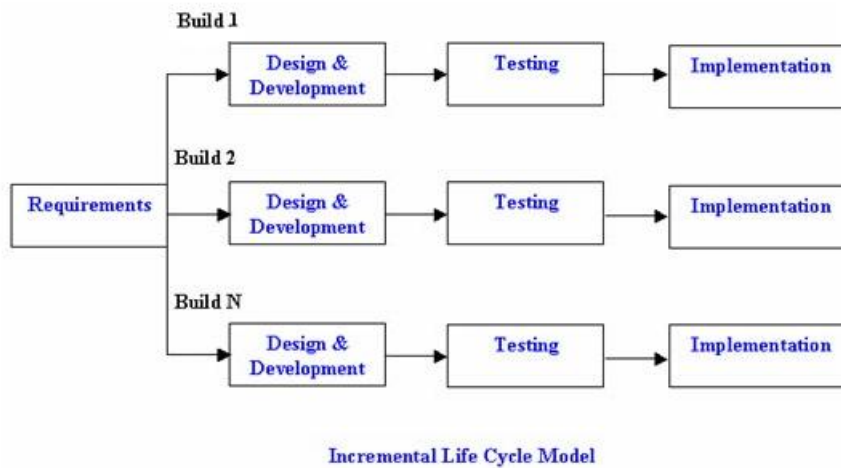 Build 1
Design &
Development
Testing
Implementation
Build 2
Requirements
Design &
Development
Testing
Implementation
Build N
Design &
Development
Testing
Implementation
Incremental Life Cycle Model